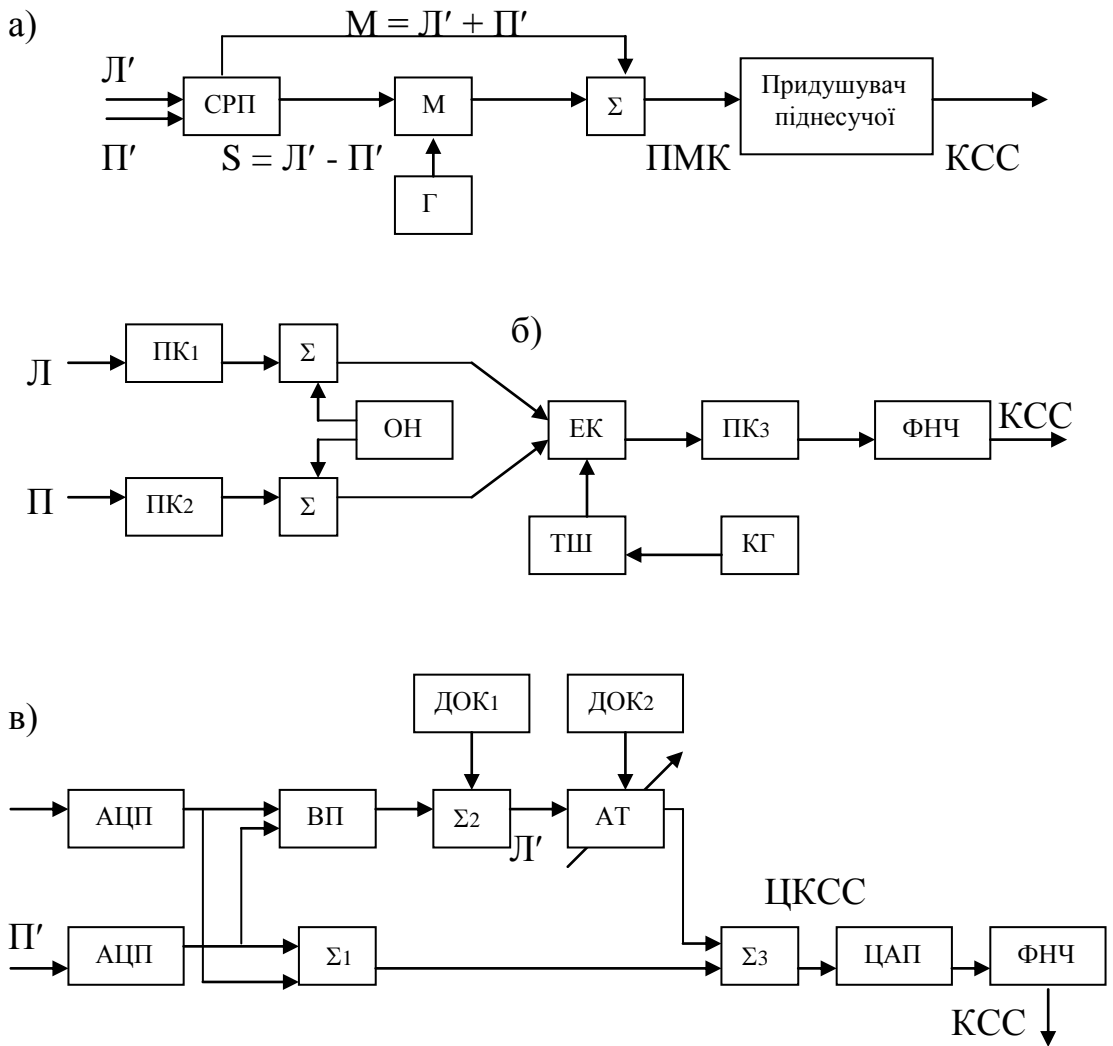 а)
М = Л′ + П′
Л′
СРП
М
Σ
Придушувач
піднесучої
П′
S = Л′ - П′
ПМК
КСС
Г
б)
Л
ПК1
Σ
ОН
ЕК
ПК3
ФНЧ
КСС
П
ПК2
Σ
ТШ
КГ
в)
ДОК1
ДОК2
АЦП
ВП
Σ2
АТ
Л′
ЦКСС
П′
АЦП
Σ1
Σ3
ЦАП
ФНЧ
КСС